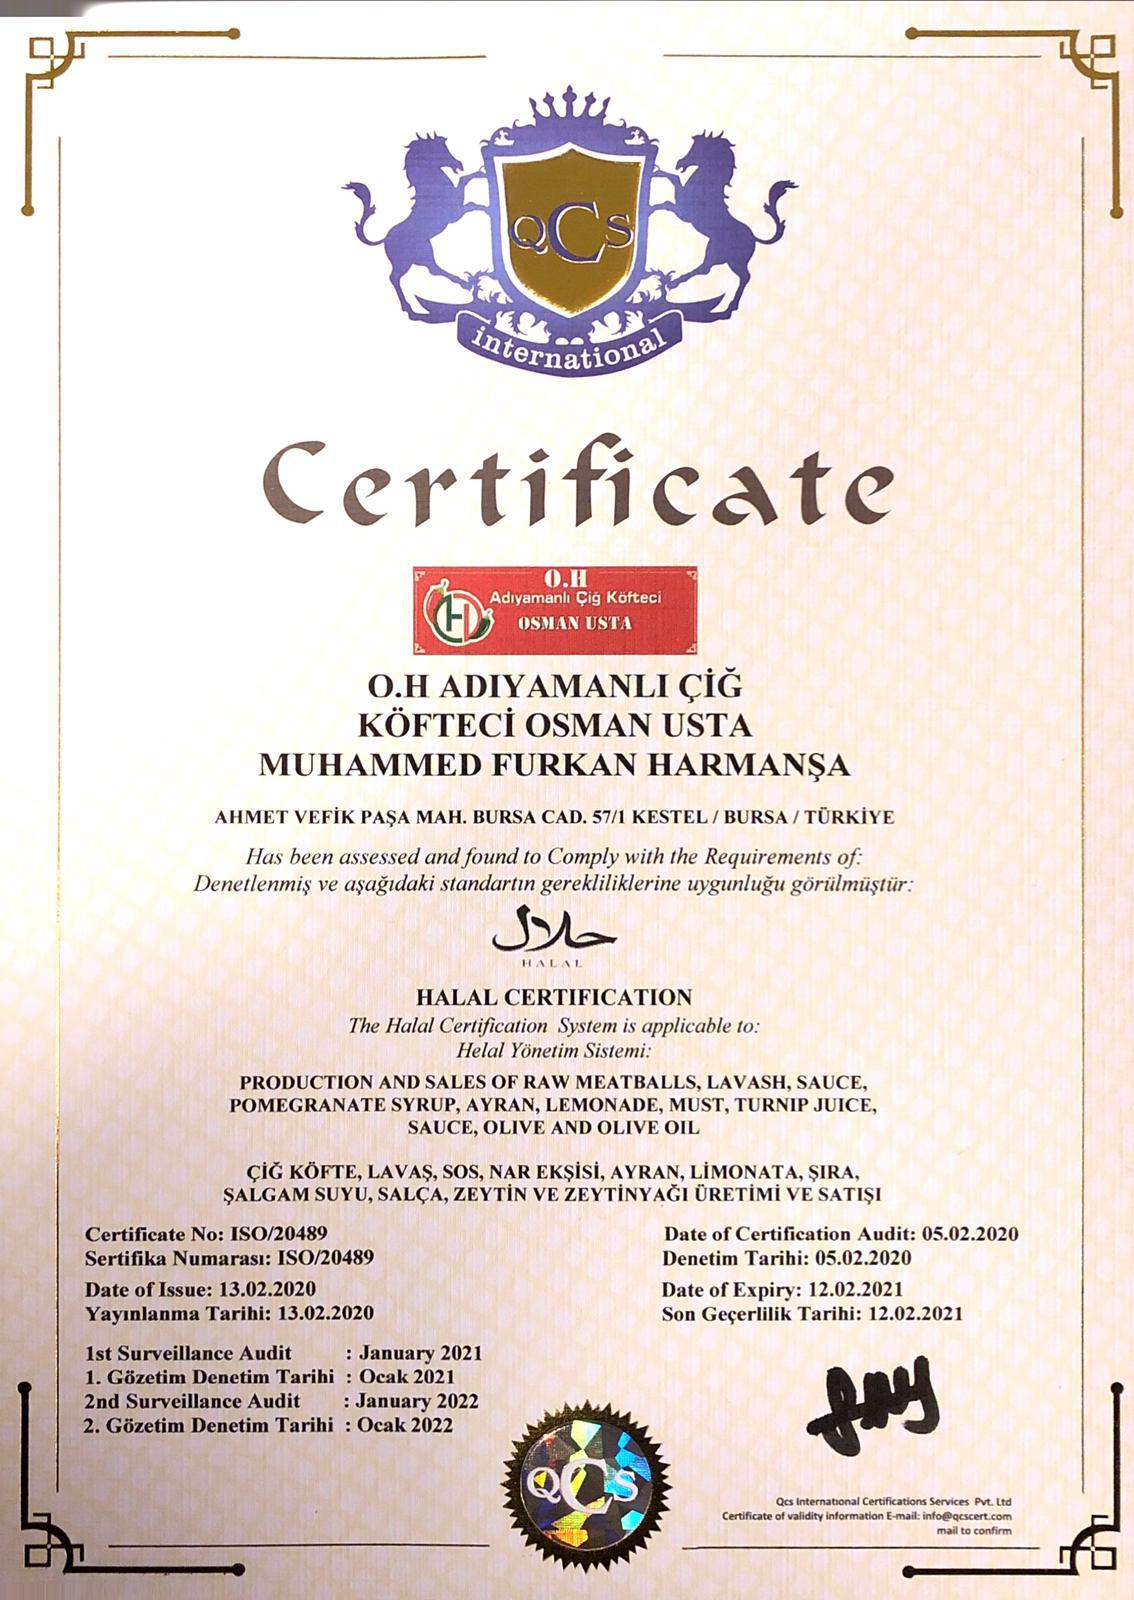 QCS
international
Certificate
O.H
Adıyamanlı Çiğ Köfteci
OSMAN USTA
O.H ADIYAMANLI ÇİĞ
KÖFTECİ OSMAN USTA
MUHAMMED FURKAN HARMANŞA
AHMET VEFİK PAŞA MAH. BURSA CAD. 57/1 KESTEL / BURSA / TÜRKİYE
Has been assessed and found to Comply with the Requirements of:
Denetlenmiş ve aşağıdaki standartın gerekliliklerine uygunluğu görülmüştür:
حلال
HALAL
HALAL CERTIFICATION
The Halal Certification System is applicable to:
Helal Yönetim Sistemi:
PRODUCTION AND SALES OF RAW MEATBALLS, LAVASH, SAUCE,
POMEGRANATE SYRUP, AYRAN, LEMONADE, MUST, TURNIP JUICE,
SAUCE, OLIVE AND OLIVE OIL
ÇİĞ KÖFTE, LAVAŞ, SOS, NAR EKŞİSİ, AYRAN, LİMONATA, ŞIRA,
ŞALGAM SUYU, SALÇA, ZEYTİN VE ZEYTİNYAĞI ÜRETİMİ VE SATIŞI
Certificate No: ISO/20489
Sertifika Numarası: ISO/20489
Date of Issue: 13.02.2020
Yayınlanma Tarihi: 13.02.2020
Date of Certification Audit: 05.02.2020
Denetim Tarihi: 05.02.2020
Date of Expiry: 12.02.2021
Son Geçerlilik Tarihi: 12.02.2021
1st Surveillance Audit : January 2021
1. Gözetim Denetim Tarihi : Ocak 2021
2nd Surveillance Audit : January 2022
2. Gözetim Denetim Tarihi : Ocak 2022
QCS
Qcs International Certifications Services Pvt. Ltd
Certificate of validity information E-mail: info@qcscert.com
mail to confirm